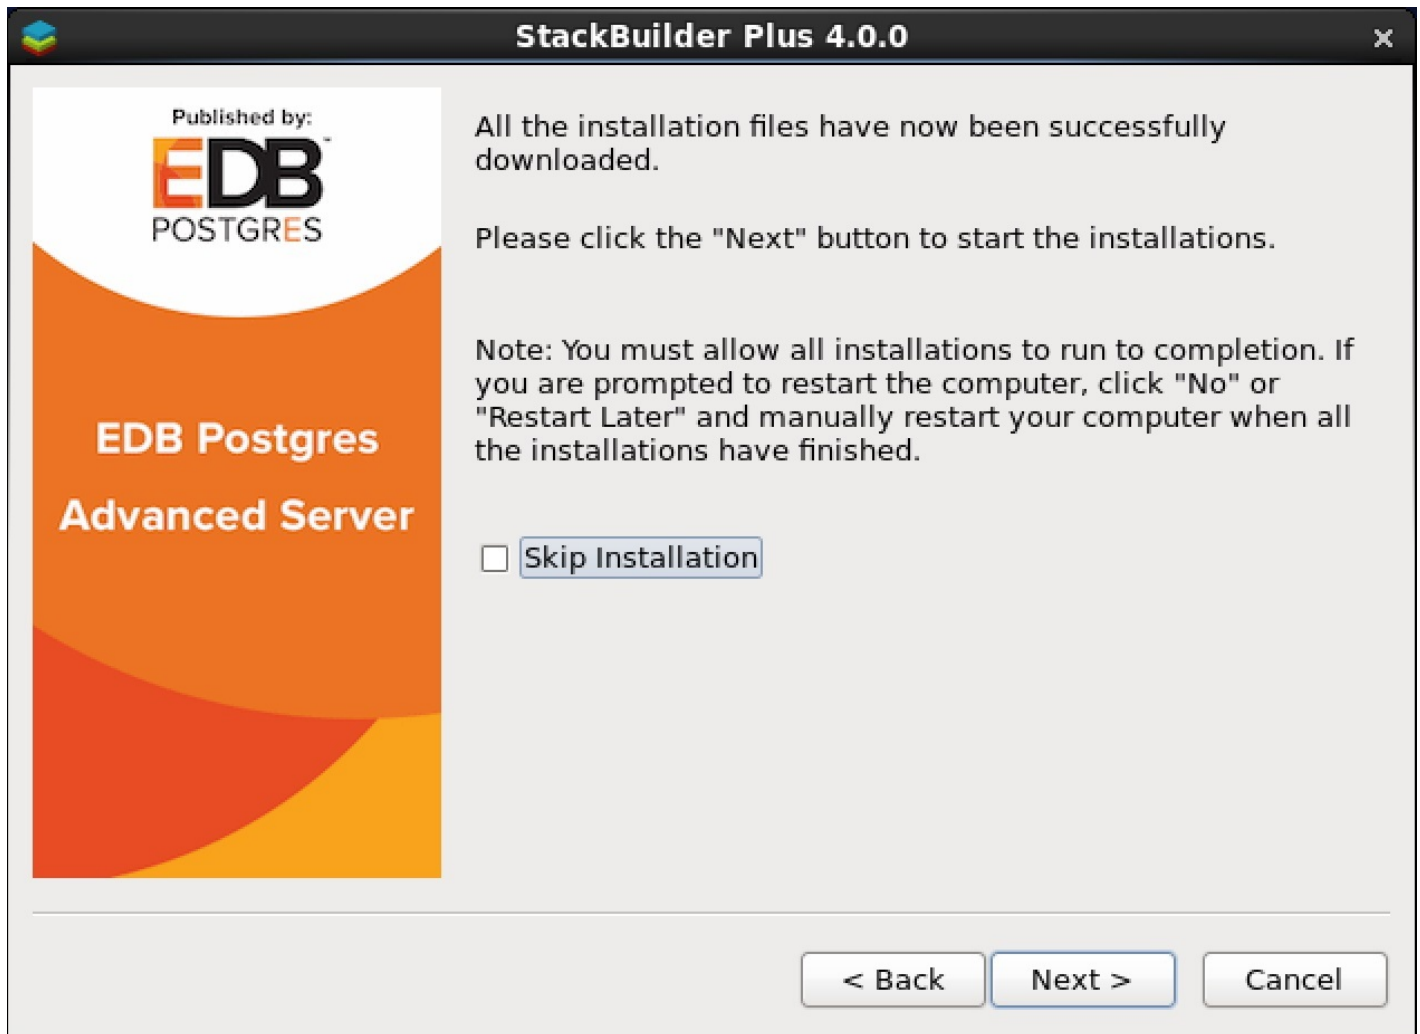 StackBuilder Plus 4.0.0
Published by:
EDB™
POSTGRES
EDB Postgres
Advanced Server
All the installation files have now been successfully
downloaded.
Please click the "Next" button to start the installations.
Note: You must allow all installations to run to completion. If
you are prompted to restart the computer, click "No" or
"Restart Later" and manually restart your computer when all
the installations have finished.
Skip Installation
< Back
Next >
Cancel